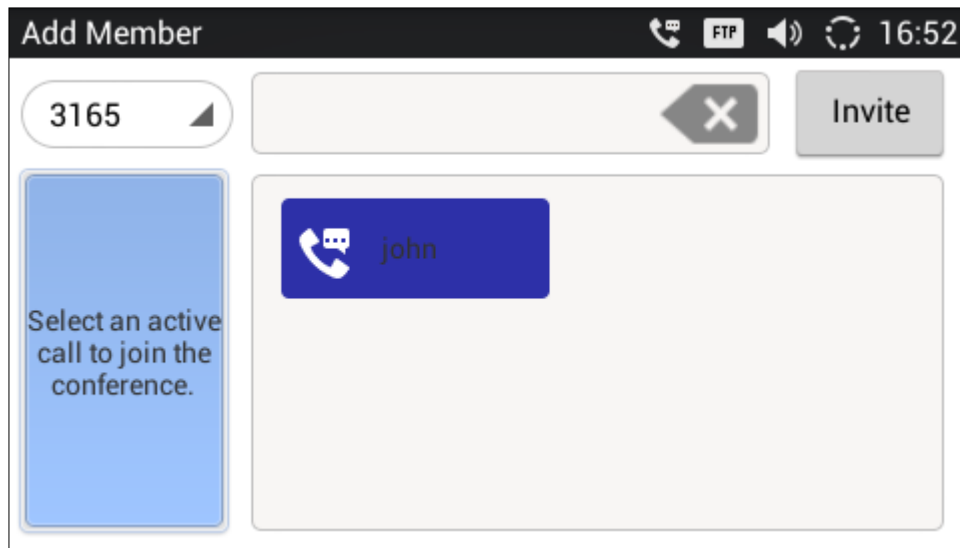 Add Member
FTP
16:52
3165
Invite
john
Select an active
call to join the
conference.